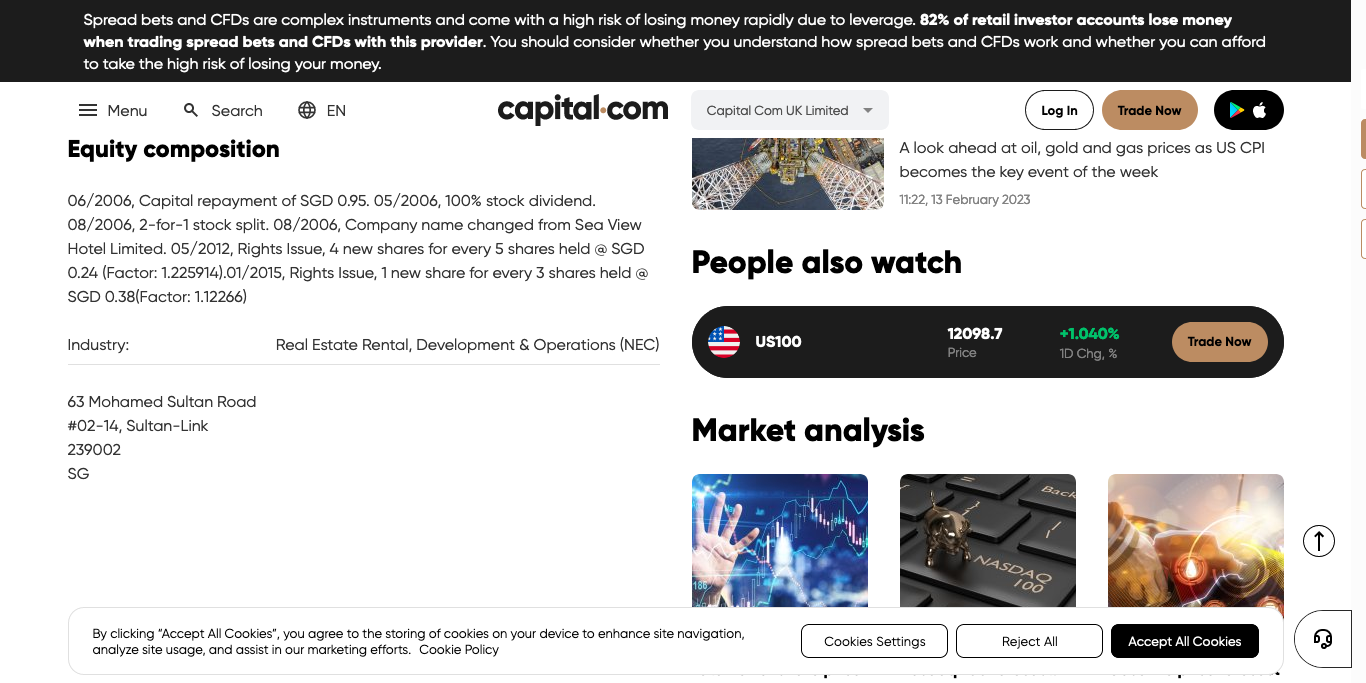 Spread bets and CFDs are complex instruments and come with a high risk of losing money rapidly due to leverage. 82% of retail investor accounts lose money
when trading spread bets and CFDs with this provider. You should consider whether you understand how spread bets and CFDs work and whether you can afford
to take the high risk of losing your money.
Menu
Search
EN
capital.com
Capital Com UK Limited
Log In
Trade Now
Equity composition
06/2006, Capital repayment of SGD 0.95. 05/2006, 100% stock dividend.
08/2006, 2-for-1 stock split. 08/2006, Company name changed from Sea View
Hotel Limited. 05/2012, Rights Issue, 4 new shares for every 5 shares held @ SGD
0.24 (Factor: 1.225914).01/2015, Rights Issue, 1 new share for every 3 shares held @
SGD 0.38(Factor: 1.12266)
Industry: Real Estate Rental, Development & Operations (NEC)
63 Mohamed Sultan Road
#02-14, Sultan-Link
239002
SG
A look ahead at oil, gold and gas prices as US CPI
becomes the key event of the week
11:22, 13 February 2023
People also watch
US100
12098.7
Price
+1.040%
1D Chg, %
Trade Now
Market analysis
186
Back
NASDAQ
100
By clicking “Accept All Cookies”, you agree to the storing of cookies on your device to enhance site navigation,
analyze site usage, and assist in our marketing efforts. Cookie Policy
Cookies Settings
Reject All
Accept All Cookies